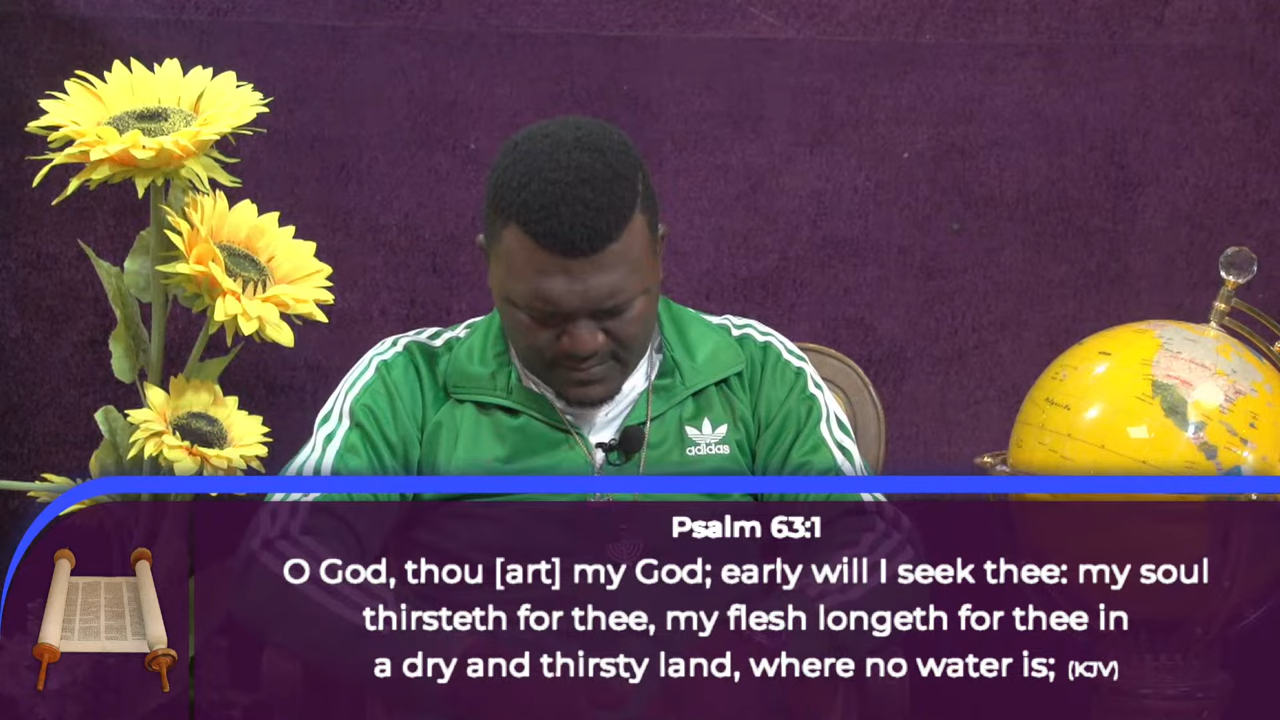 adidas
Psalm 63:1
O God, thou [art] my God; early will I seek thee: my soul
thirsteth for thee, my flesh longeth for thee in
a dry and thirsty land, where no water is; (KJV)